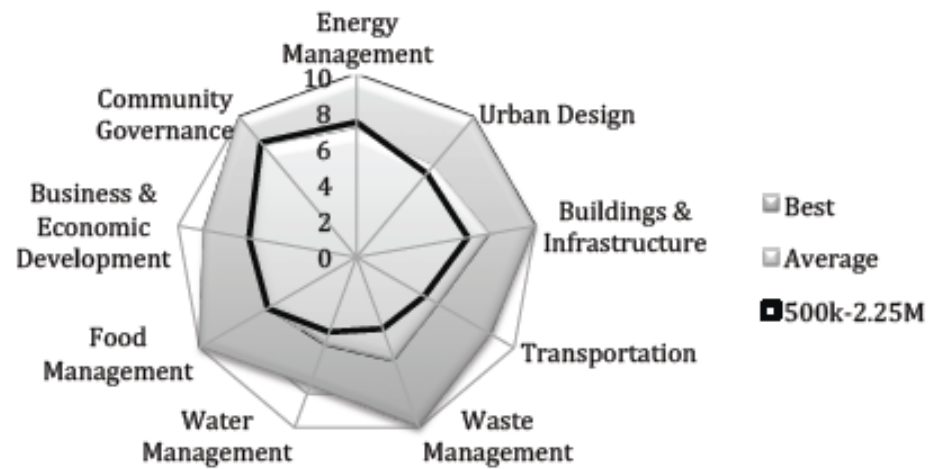 Energy
Management
10
8
6
4
2
0
Urban Design
Buildings &
Infrastructure
Transportation
Waste
Management
Water
Management
Food
Management
Business &
Economic
Development
Community
Governance
Best
Average
500k-2.25M